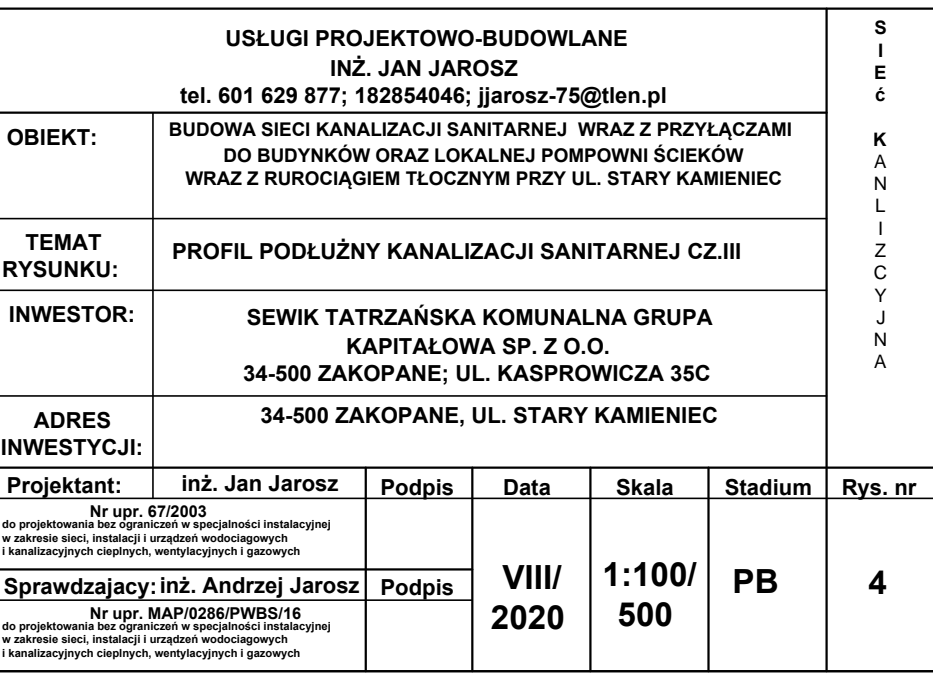 USŁUGI PROJEKTOWO-BUDOWLANE
INŻ. JAN JAROSZ
tel. 601 629 877; 182854046; jjarosz-75@tlen.pl
SIEć KANLIZCYJNA
OBIEKT:
BUDOWA SIECI KANALIZACJI SANITARNEJ WRAZ Z PRZYŁĄCZAMI
DO BUDYNKÓW ORAZ LOKALNEJ POMPOWNI ŚCIEKÓW
WRAZ Z RUROCIĄGIEM TŁOCZNYM PRZY UL. STARY KAMIENIEC
TEMAT
RYSUNKU:
PROFIL PODŁUŻNY KANALIZACJI SANITARNEJ CZ.III
INWESTOR:
SEWIK TATRZAŃSKA KOMUNALNA GRUPA
KAPITAŁOWA SP. Z O.O.
34-500 ZAKOPANE; UL. KASPROWICZA 35C
ADRES
INWESTYCJI:
34-500 ZAKOPANE, UL. STARY KAMIENIEC
Projektant: inż. Jan Jarosz Podpis Data Skala Stadium Rys. nr
Nr upr. 67/2003
do projektowania bez ograniczeń w specjalności instalacyjnej
w zakresie sieci, instalacji i urządzeń wodociagowych
i kanalizacyjnych cieplnych, wentylacyjnych i gazowych
Sprawdzajacy: inż. Andrzej Jarosz Podpis
VIII/
2020
1:100/
500
PB
4
Nr upr. MAP/0286/PWBS/16
do projektowania bez ograniczeń w specjalności instalacyjnej
w zakresie sieci, instalacji i urządzeń wodociagowych
i kanalizacyjnych cieplnych, wentylacyjnych i gazowych